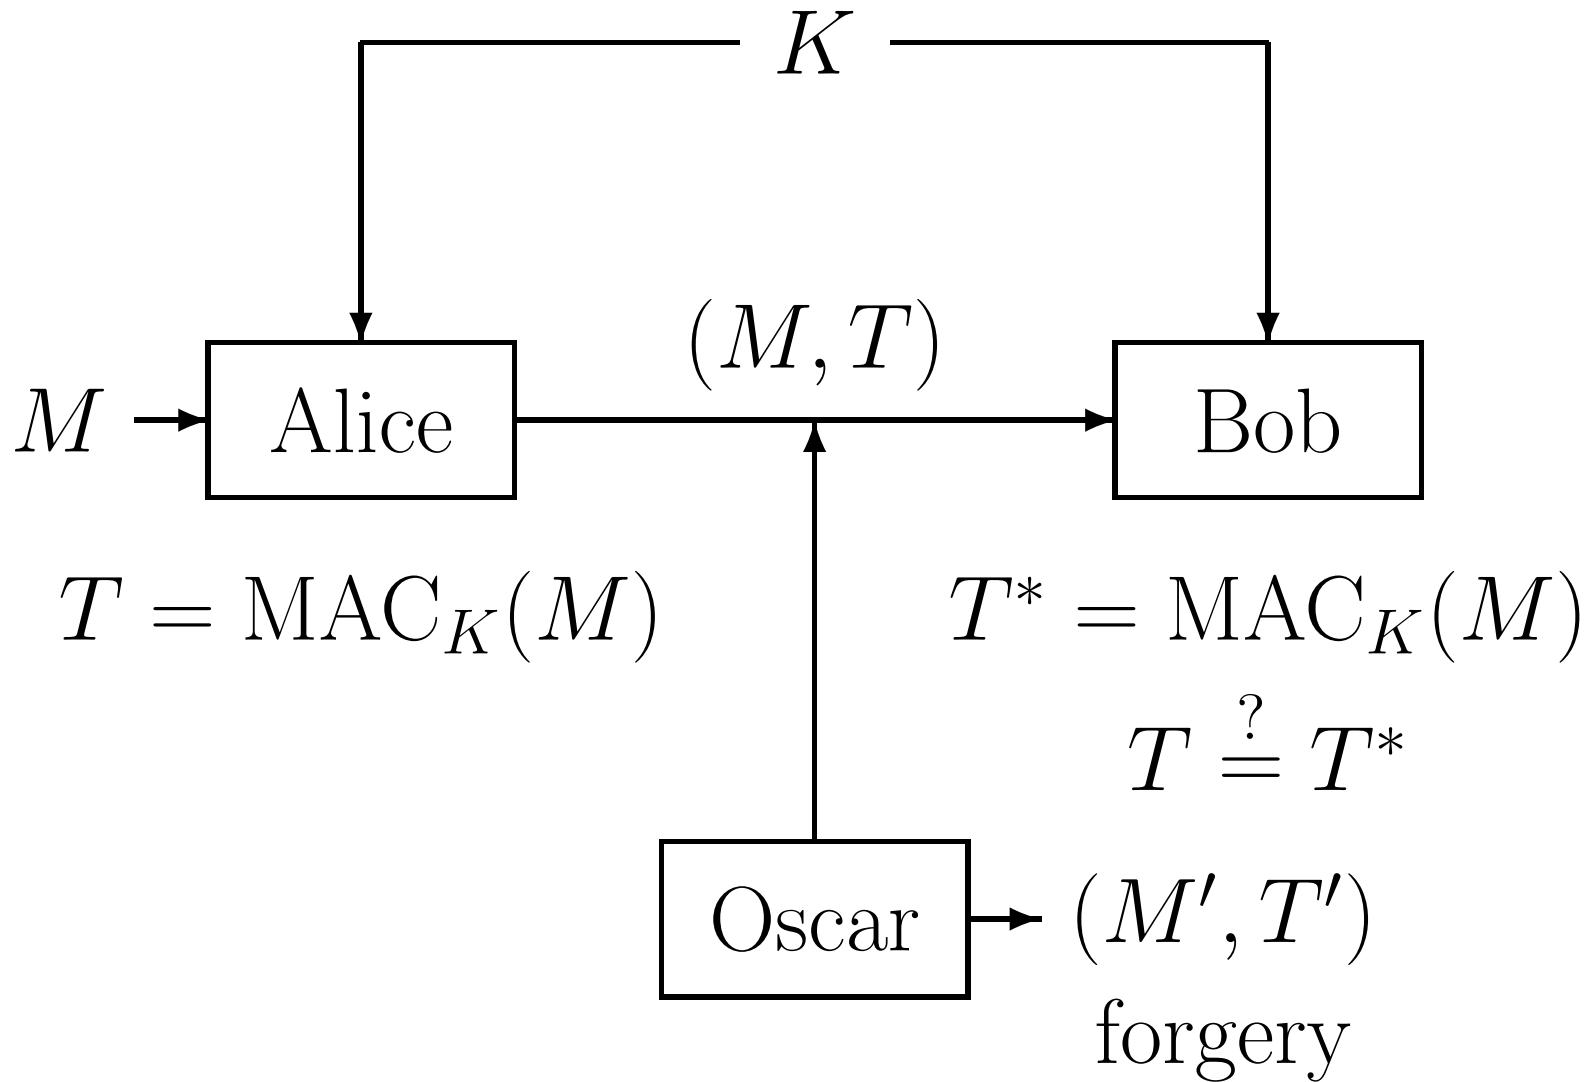 K
(M, T)
M
Alice
Bob
T = MAC_K(M)
T* = MAC_K(M)
T ≟ T*
Oscar
(M′, T′)
forgery